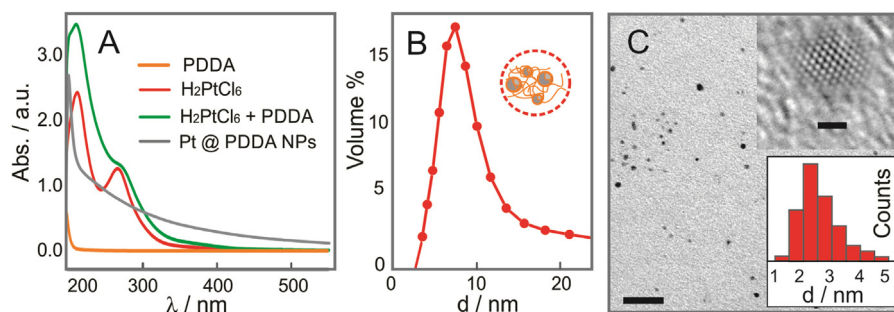 A
3.0
2.0
1.0
0.0
Abs. / a.u.
PDDA
H₂PtCl₆
H₂PtCl₆ + PDDA
Pt @ PDDA NPs
200 300 400 500
λ / nm
B
15
10
5
0
Volume %
0 10 20
d / nm
C
Counts
1 2 3 4 5
d / nm